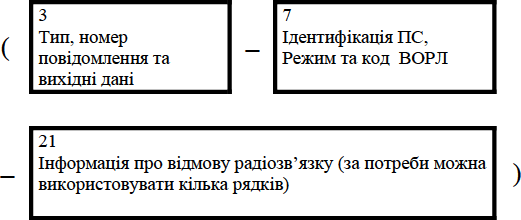 3
Тип, номер
повідомлення та
вихідні дані
(
–
7
Ідентифікація ПС,
Режим та код ВОРЛ
–
21
Інформація про відмову радіозв’язку (за потреби можна
використовувати кілька рядків)
)